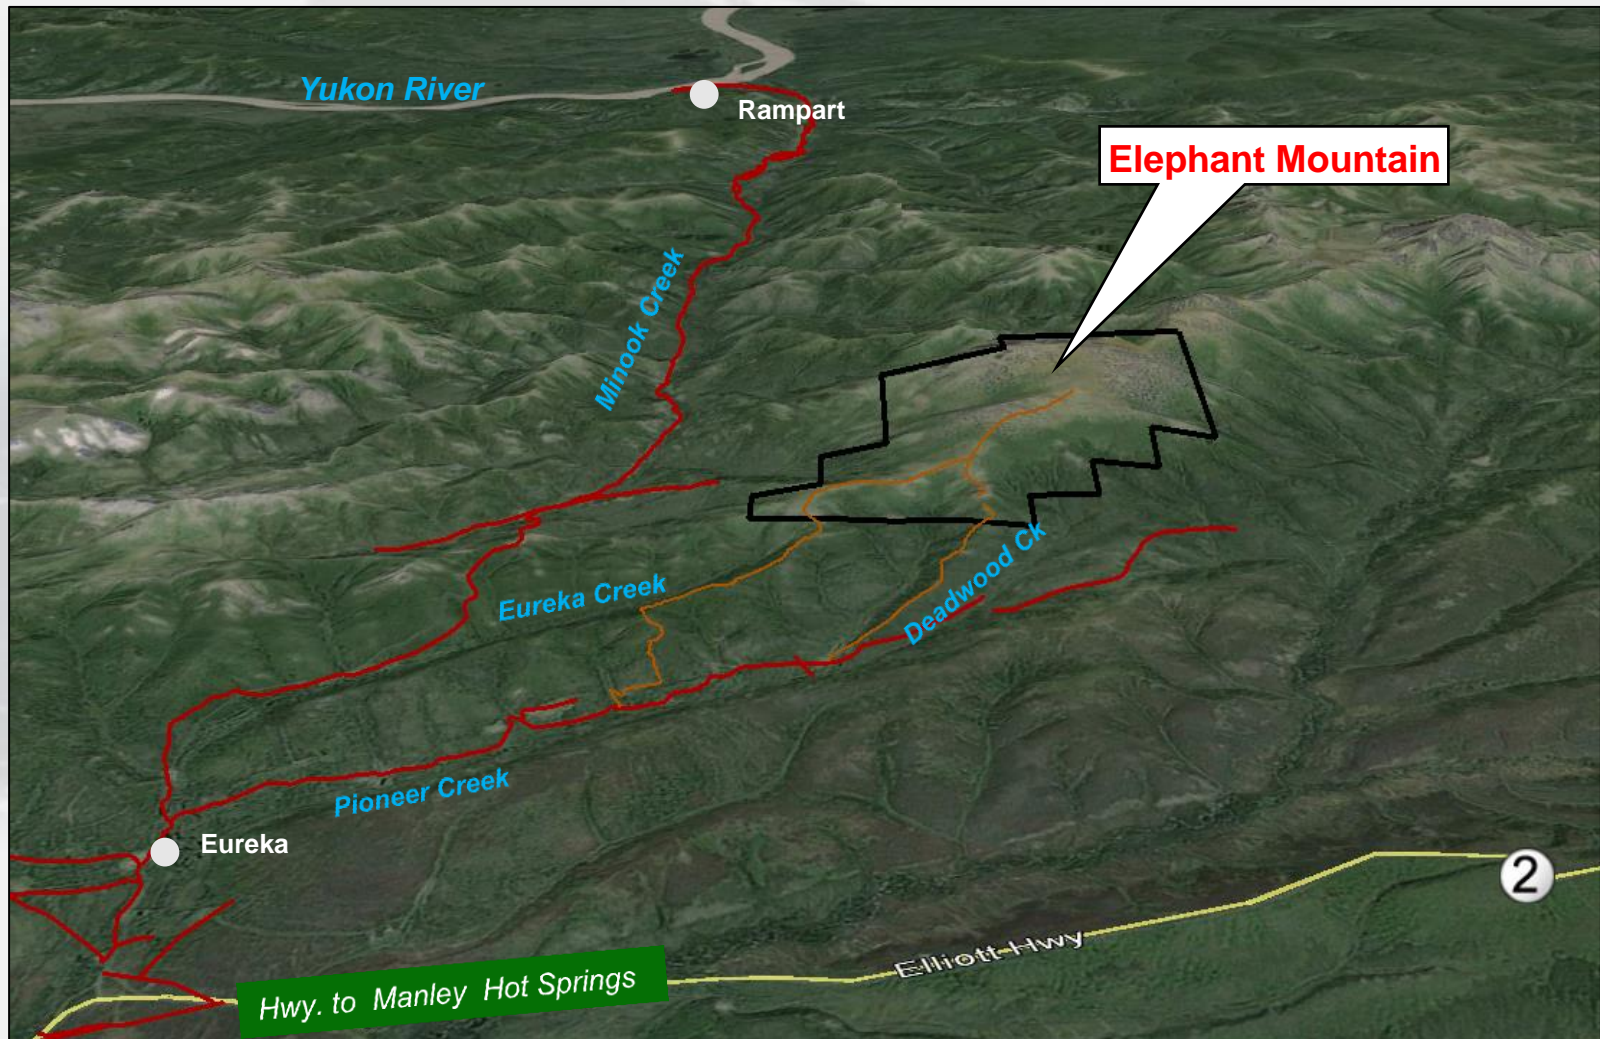 Yukon River
Rampart
Elephant Mountain
Minook Creek
Eureka Creek
Deadwood Ck
Pioneer Creek
Eureka
2
Elliott Hwy
Hwy. to Manley Hot Springs